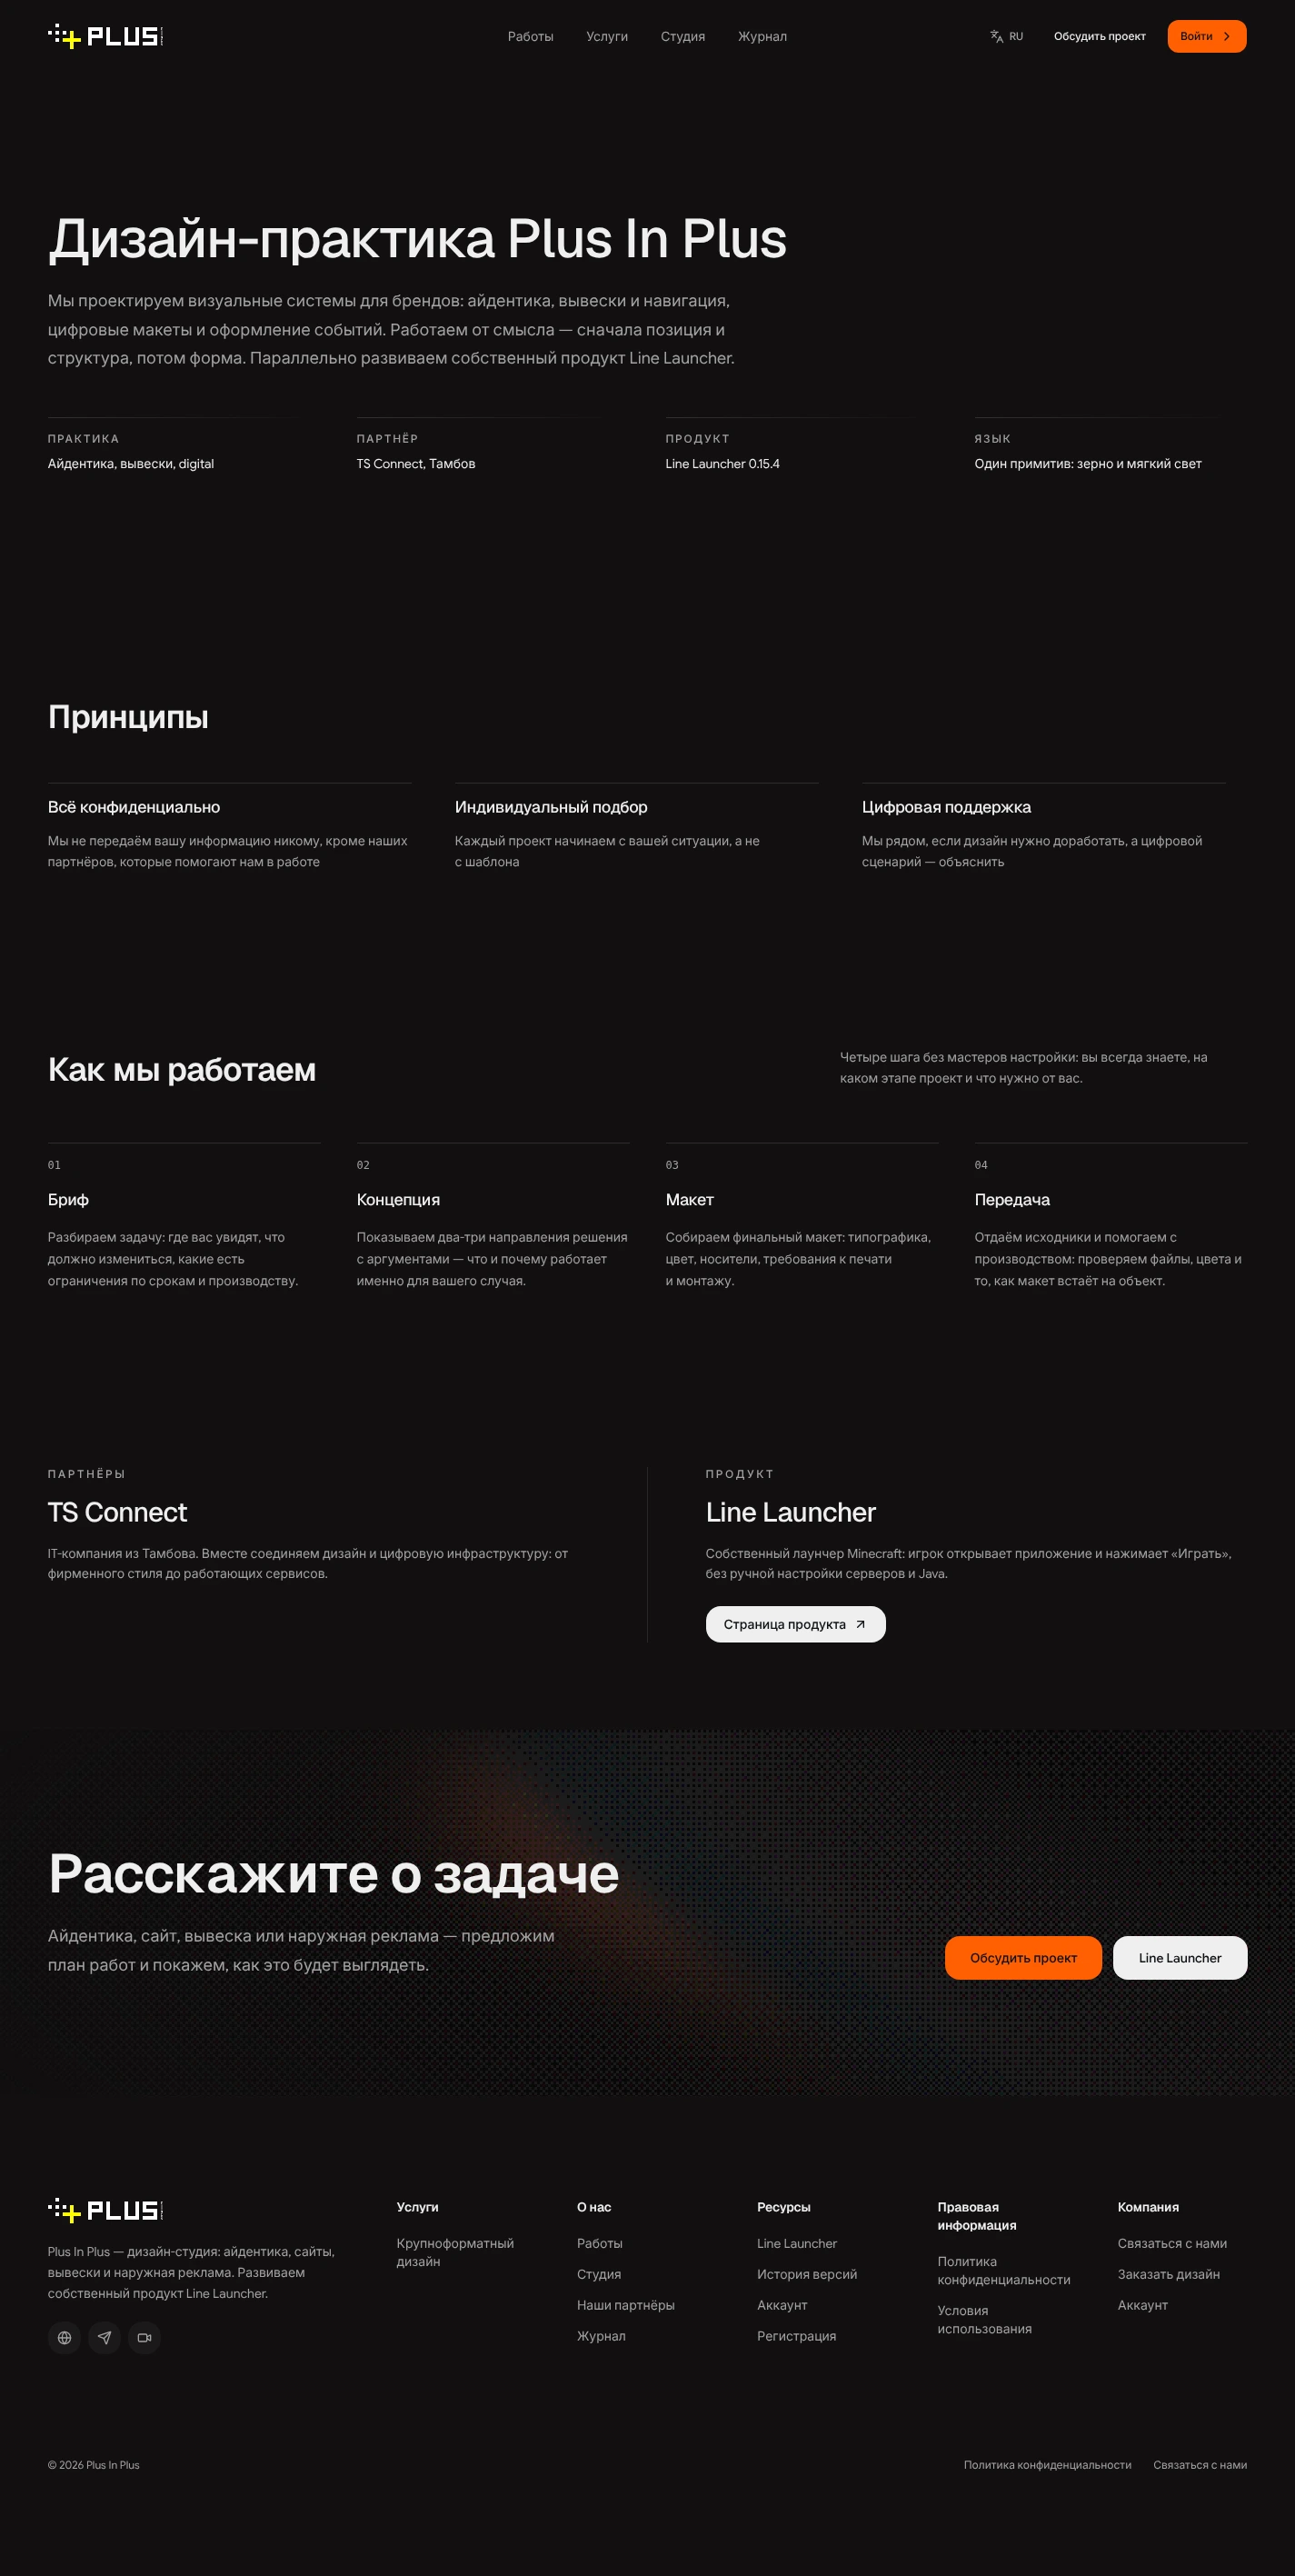 PLUS
Работы Услуги Студия Журнал
RU Обсудить проект Войти
Дизайн-практика Plus In Plus
Мы проектируем визуальные системы для брендов: айдентика, вывески и навигация,
цифровые макеты и оформление событий. Работаем от смысла — сначала позиция и
структура, потом форма. Параллельно развиваем собственный продукт Line Launcher.
ПРАКТИКА
Айдентика, вывески, digital
ПАРТНЁР
TS Connect, Тамбов
ПРОДУКТ
Line Launcher 0.15.4
ЯЗЫК
Один примитив: зерно и мягкий свет
Принципы
Всё конфиденциально
Мы не передаём вашу информацию никому, кроме наших
партнёров, которые помогают нам в работе
Индивидуальный подбор
Каждый проект начинаем с вашей ситуации, а не
с шаблона
Цифровая поддержка
Мы рядом, если дизайн нужно доработать, а цифровой
сценарий — объяснить
Как мы работаем
Четыре шага без мастеров настройки: вы всегда знаете, на
каком этапе проект и что нужно от вас.
01
Бриф
Разбираем задачу: где вас увидят, что
должно измениться, какие есть
ограничения по срокам и производству.
02
Концепция
Показываем два-три направления решения
с аргументами — что и почему работает
именно для вашего случая.
03
Макет
Собираем финальный макет: типографика,
цвет, носители, требования к печати
и монтажу.
04
Передача
Отдаём исходники и помогаем с
производством: проверяем файлы, цвета и
то, как макет встаёт на объект.
ПАРТНЁРЫ
TS Connect
IT-компания из Тамбова. Вместе соединяем дизайн и цифровую инфраструктуру: от
фирменного стиля до работающих сервисов.
ПРОДУКТ
Line Launcher
Собственный лаунчер Minecraft: игрок открывает приложение и нажимает «Играть»,
без ручной настройки серверов и Java.
Страница продукта
Расскажите о задаче
Айдентика, сайт, вывеска или наружная реклама — предложим
план работ и покажем, как это будет выглядеть.
Обсудить проект
Line Launcher
PLUS
Plus In Plus — дизайн-студия: айдентика, сайты,
вывески и наружная реклама. Развиваем
собственный продукт Line Launcher.
Услуги
Крупноформатный
дизайн
О нас
Работы
Студия
Наши партнёры
Журнал
Ресурсы
Line Launcher
История версий
Аккаунт
Регистрация
Правовая
информация
Политика
конфиденциальности
Условия
использования
Компания
Связаться с нами
Заказать дизайн
Аккаунт
© 2026 Plus In Plus
Политика конфиденциальности Связаться с нами